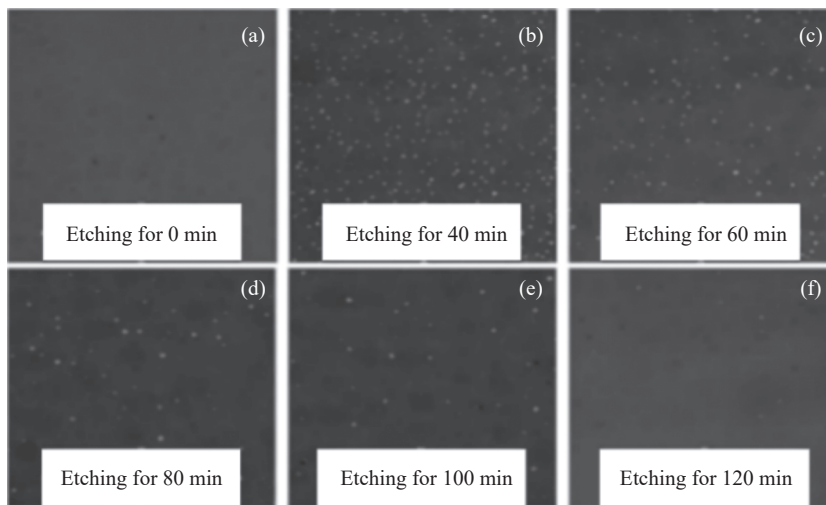 (a)
Etching for 0 min
(b)
Etching for 40 min
(c)
Etching for 60 min
(d)
Etching for 80 min
(e)
Etching for 100 min
(f)
Etching for 120 min